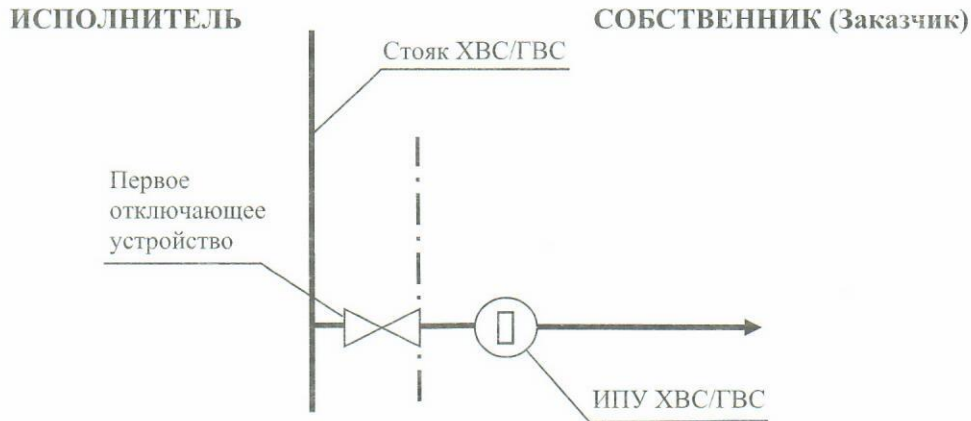 ИСПОЛНИТЕЛЬ
СОБСТВЕННИК (Заказчик)
Стояк ХВС/ГВС
Первое
отключающее
устройство
ИПУ ХВС/ГВС